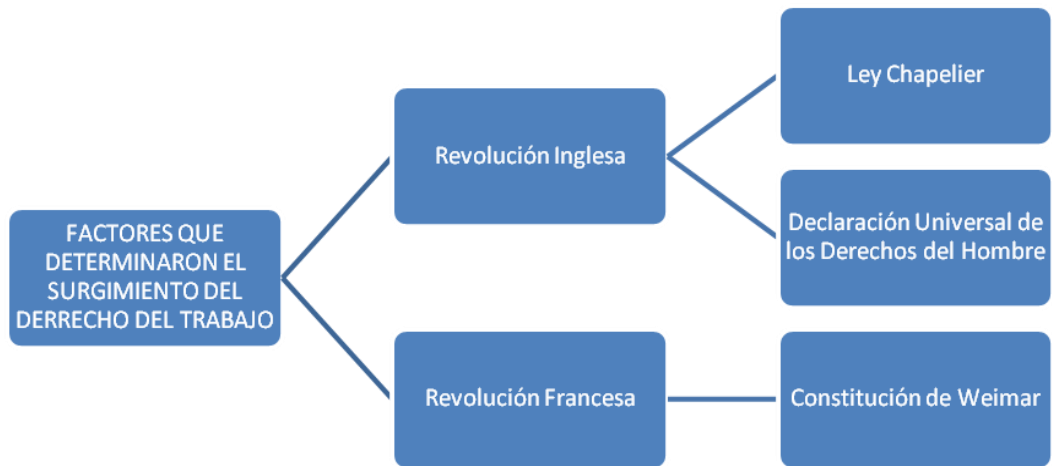 FACTORES QUE
DETERMINARON EL
SURGIMIENTO DEL
DERRECHO DEL TRABAJO
Revolución Inglesa
Ley Chapelier
Declaración Universal de
los Derechos del Hombre
Revolución Francesa
Constitución de Weimar